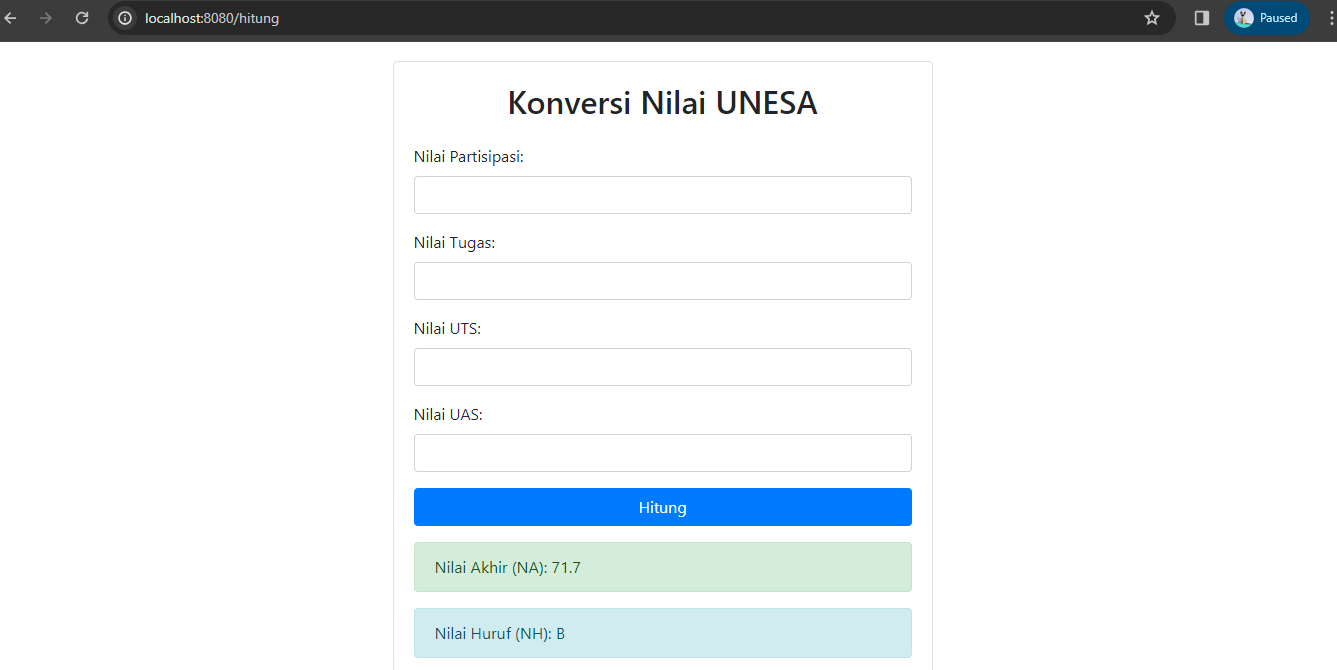 localhost:8080/hitung
Paused
Konversi Nilai UNESA
Nilai Partisipasi:
Nilai Tugas:
Nilai UTS:
Nilai UAS:
Hitung
Nilai Akhir (NA): 71.7
Nilai Huruf (NH): B